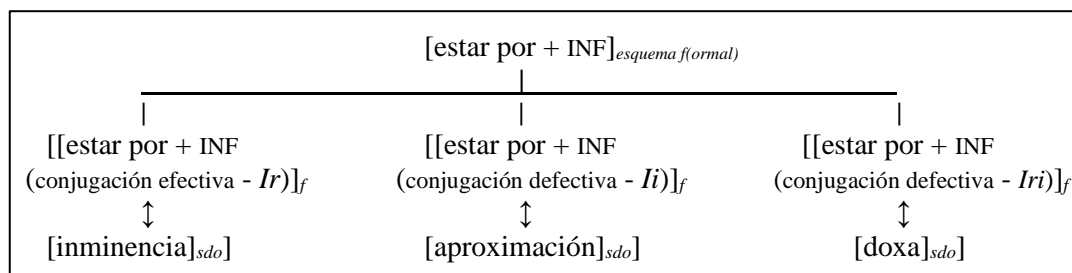 [estar por + INF]esquema f(ormal)
[[estar por + INF [[estar por + INF [[estar por + INF
(conjugación efectiva - Ir)]f (conjugación defectiva - Ii)]f (conjugación defectiva - Iri)]f
↕ ↕ ↕
[inminencia]sdo] [aproximación]sdo] [doxa]sdo]